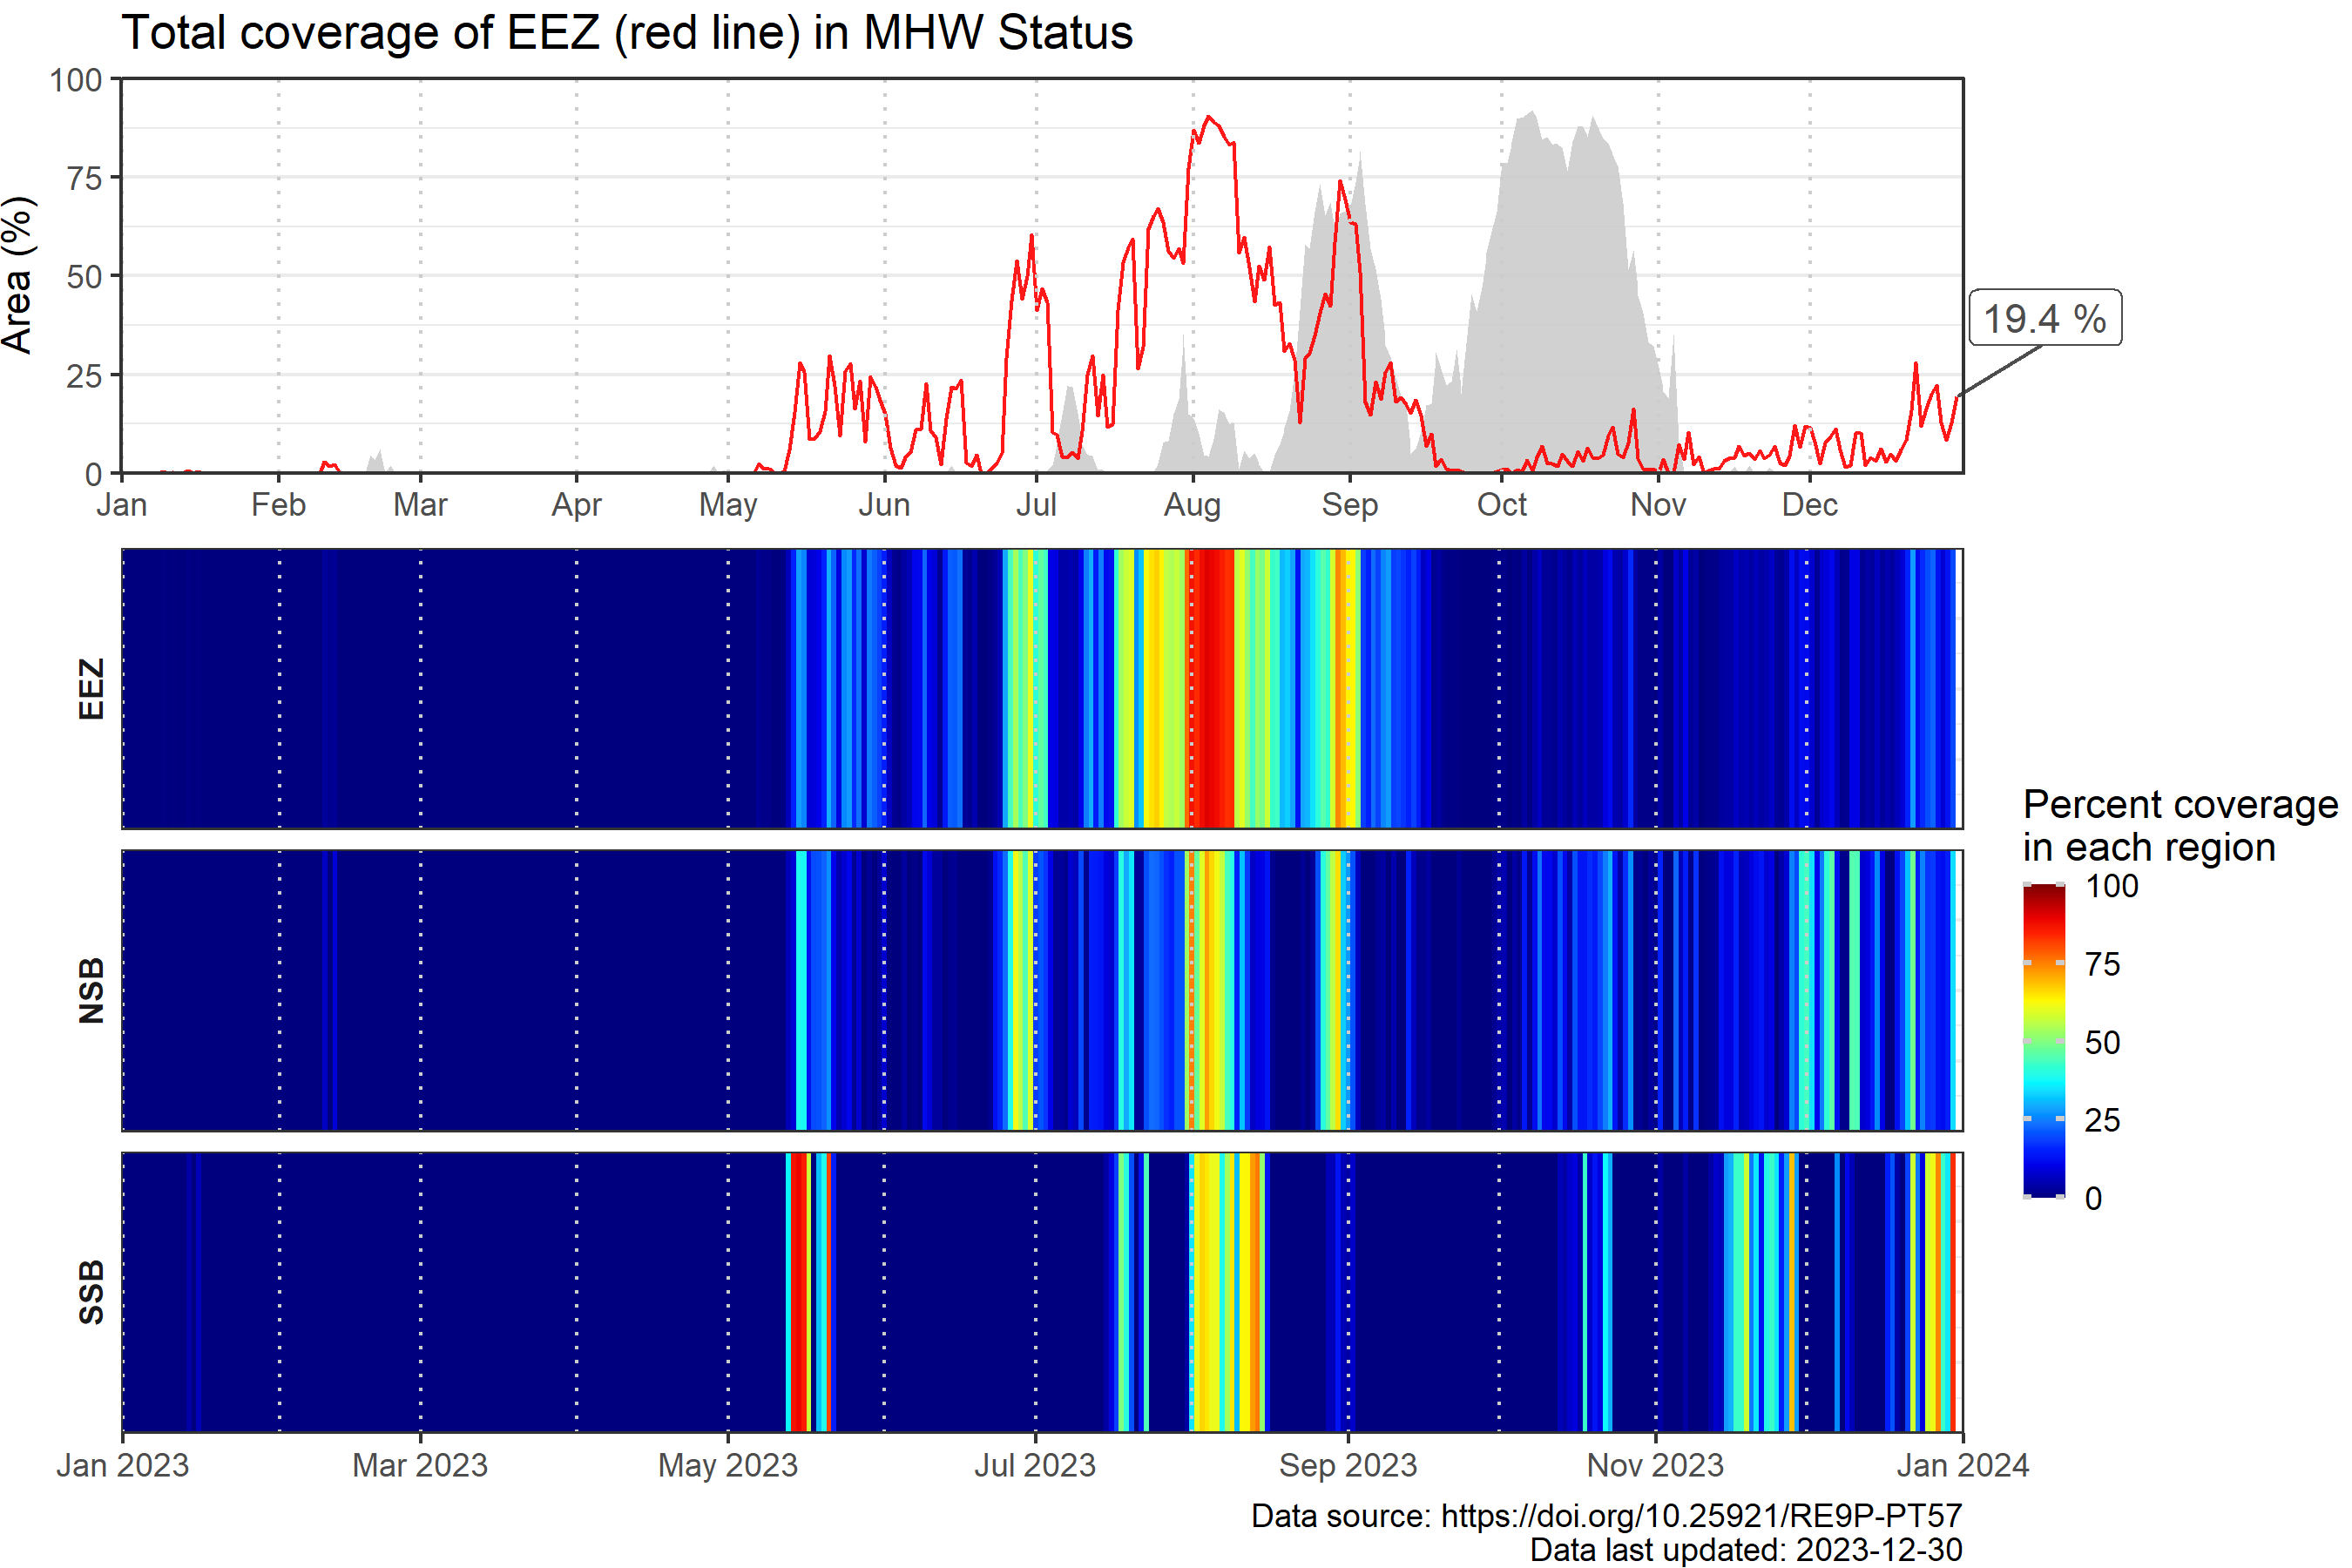 Total coverage of EEZ (red line) in MHW Status
Area (%)
100
75
50
25
0
19.4 %
Jan Feb Mar Apr May Jun Jul Aug Sep Oct Nov Dec
EEZ
NSB
SSB
Percent coverage
in each region
100
75
50
25
0
Jan 2023 Mar 2023 May 2023 Jul 2023 Sep 2023 Nov 2023 Jan 2024
Data source: https://doi.org/10.25921/RE9P-PT57
Data last updated: 2023-12-30